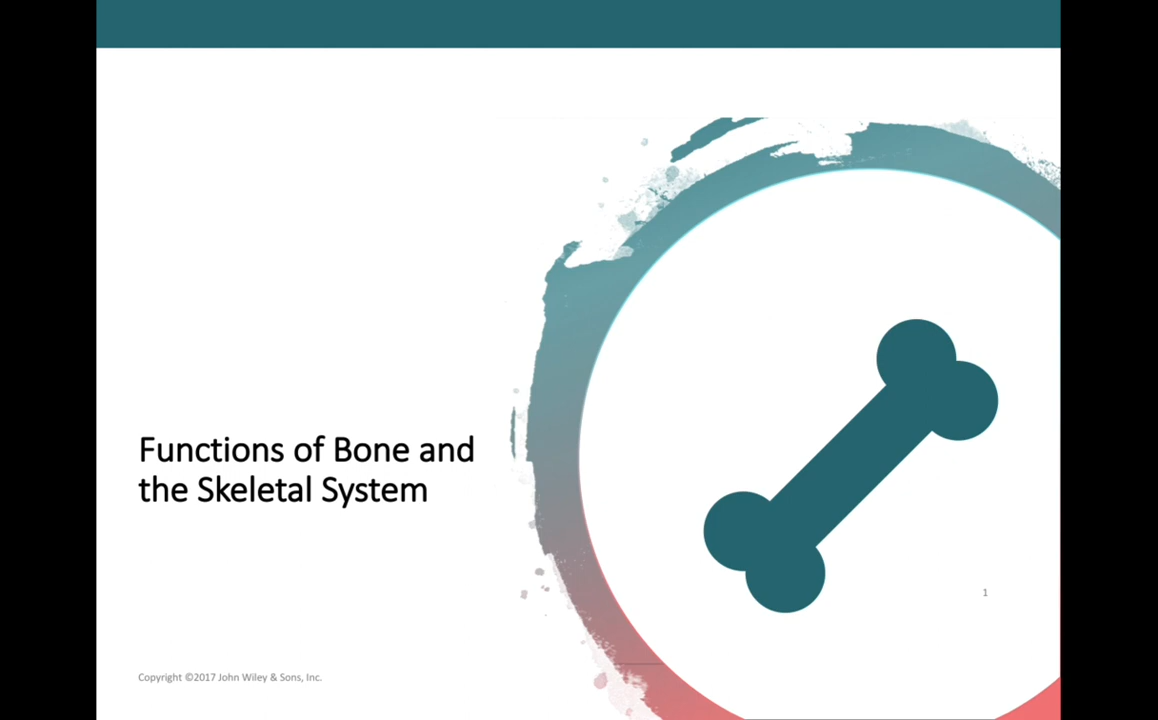 Functions of Bone and
the Skeletal System
1
Copyright ©2017 John Wiley & Sons, Inc.